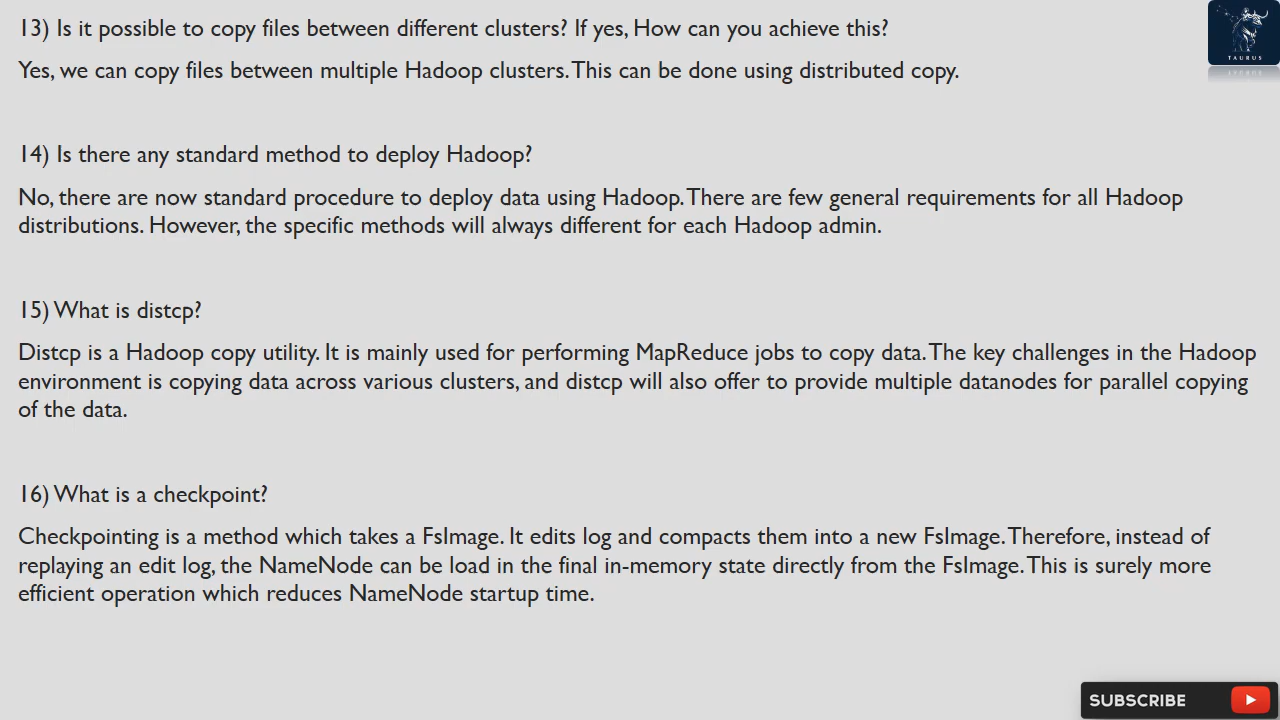 13) Is it possible to copy files between different clusters? If yes, How can you achieve this?
Yes, we can copy files between multiple Hadoop clusters. This can be done using distributed copy.
TAURUS
14) Is there any standard method to deploy Hadoop?
No, there are now standard procedure to deploy data using Hadoop. There are few general requirements for all Hadoop
distributions. However, the specific methods will always different for each Hadoop admin.
15) What is distcp?
Distcp is a Hadoop copy utility. It is mainly used for performing MapReduce jobs to copy data. The key challenges in the Hadoop
environment is copying data across various clusters, and distcp will also offer to provide multiple datanodes for parallel copying
of the data.
16) What is a checkpoint?
Checkpointing is a method which takes a FsImage. It edits log and compacts them into a new FsImage. Therefore, instead of
replaying an edit log, the NameNode can be load in the final in-memory state directly from the FsImage. This is surely more
efficient operation which reduces NameNode startup time.
SUBSCRIBE